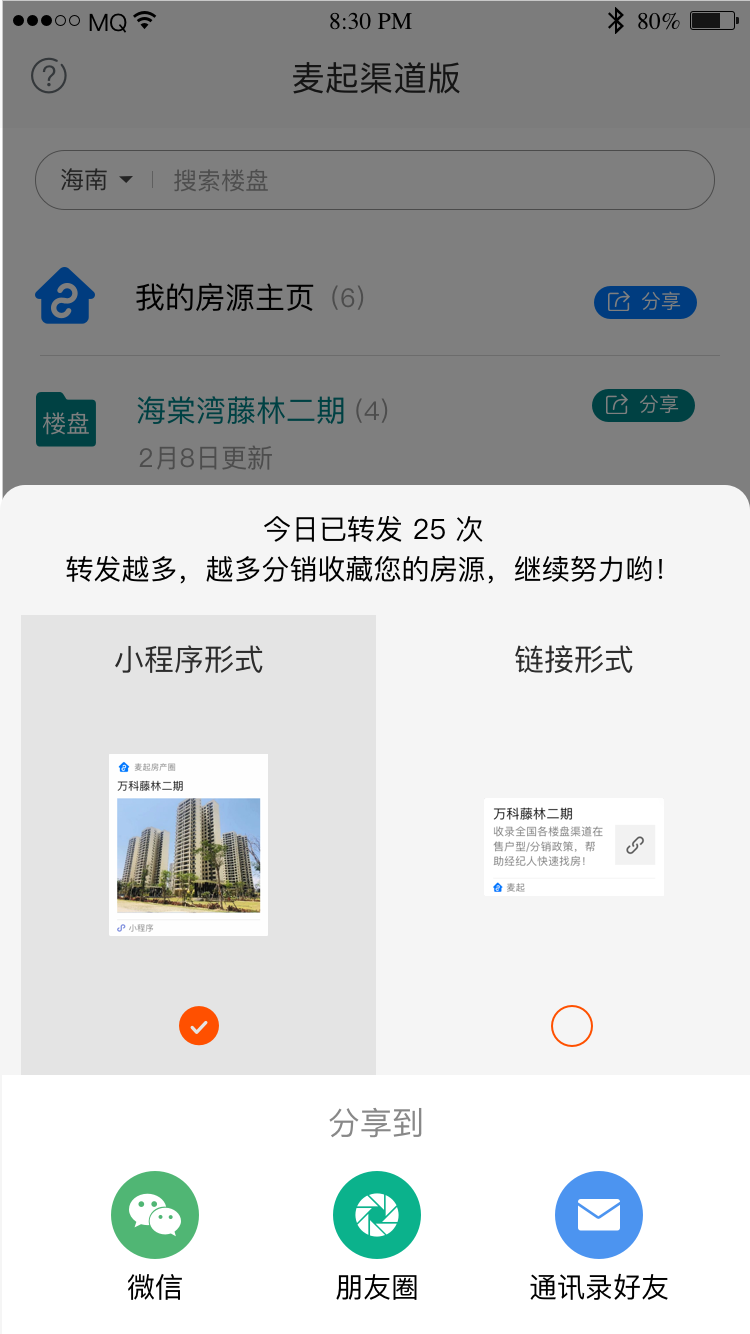 MQ 8:30 PM 80%
麦起渠道版
海南 搜索楼盘
我的房源主页 (6) 分享
楼盘 海棠湾藤林二期 (4) 分享
2月8日更新
今日已转发 25 次
转发越多，越多分销收藏您的房源，继续努力哟！
小程序形式
麦起房产圈
万科藤林二期
小程序
链接形式
万科藤林二期
收录全国各楼盘渠道在
售户型/分销政策，帮
助经纪人快速找房！
麦起
分享到
微信 朋友圈 通讯录好友